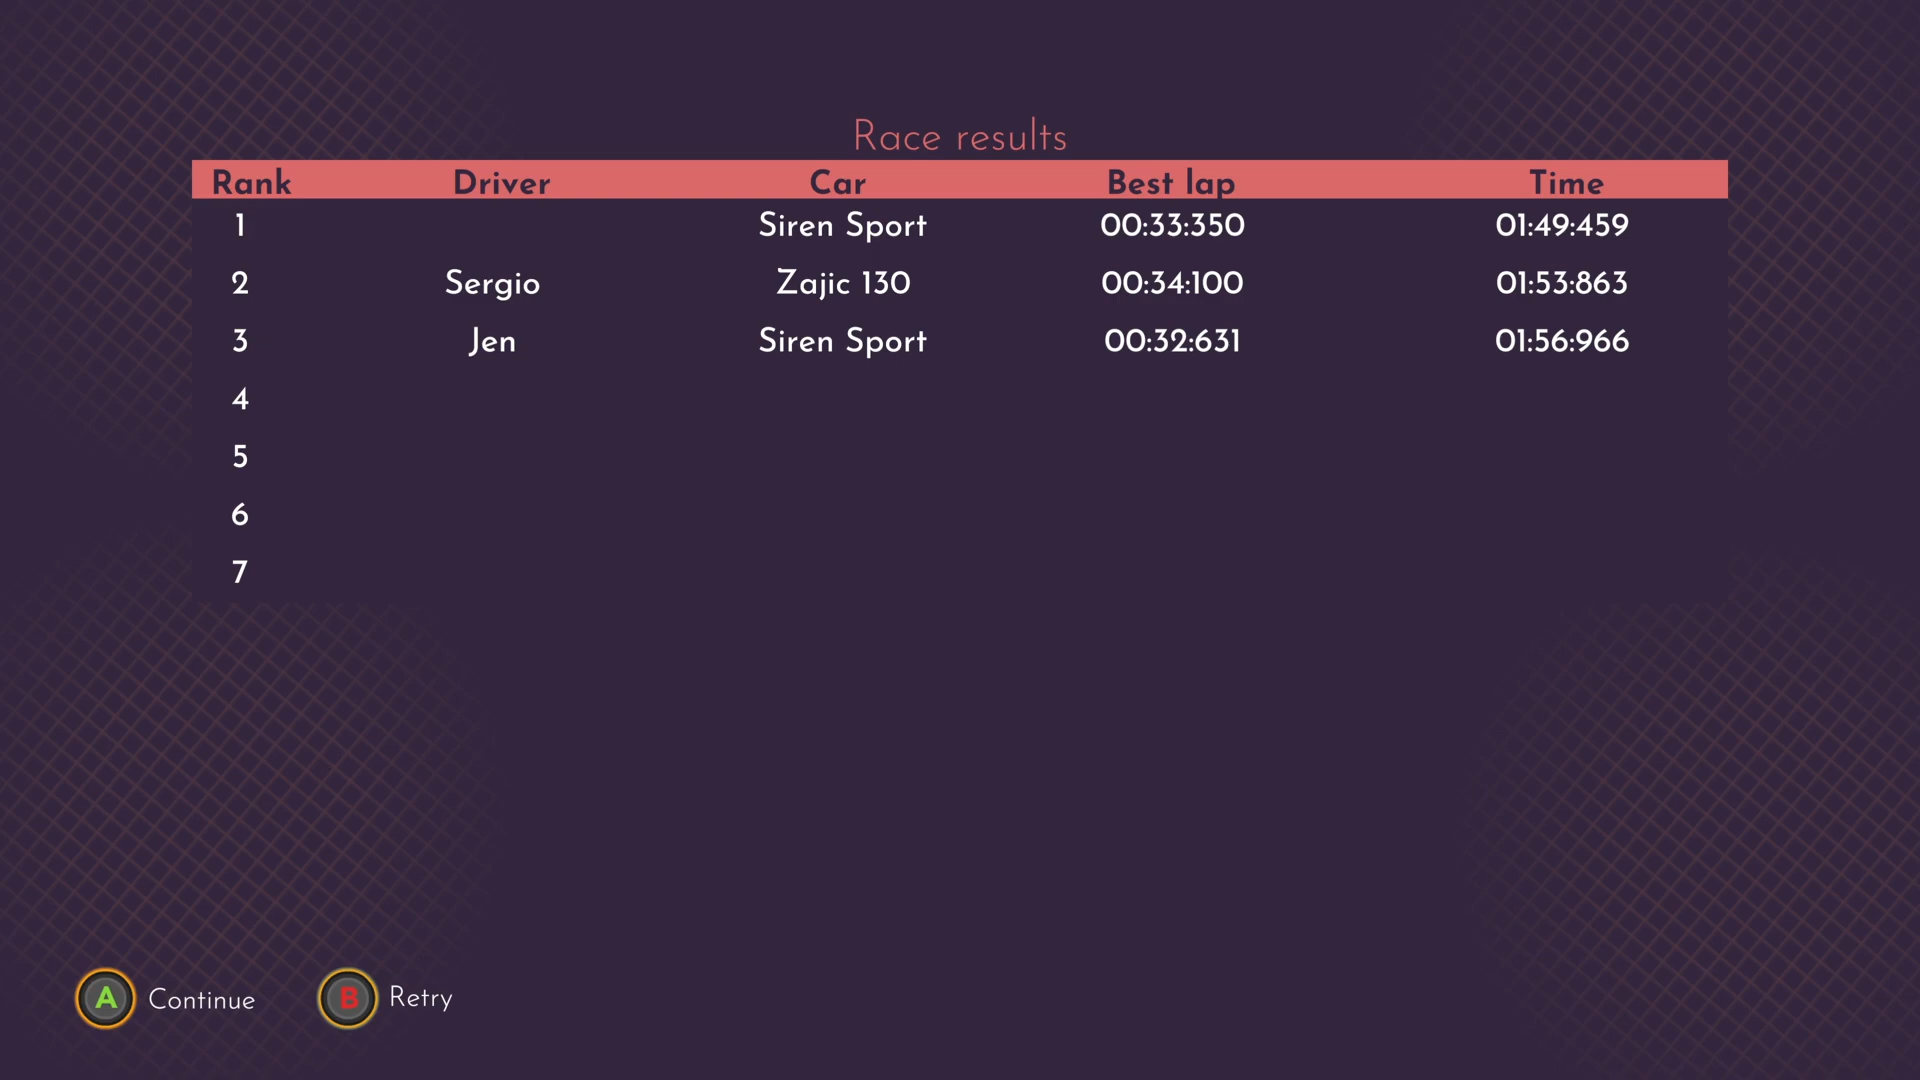 Race results
Rank Driver Car Best lap Time
1 Siren Sport 00:33:350 01:49:459
2 Sergio Zajic 130 00:34:100 01:53:863
3 Jen Siren Sport 00:32:631 01:56:966
4
5
6
7
A Continue B Retry